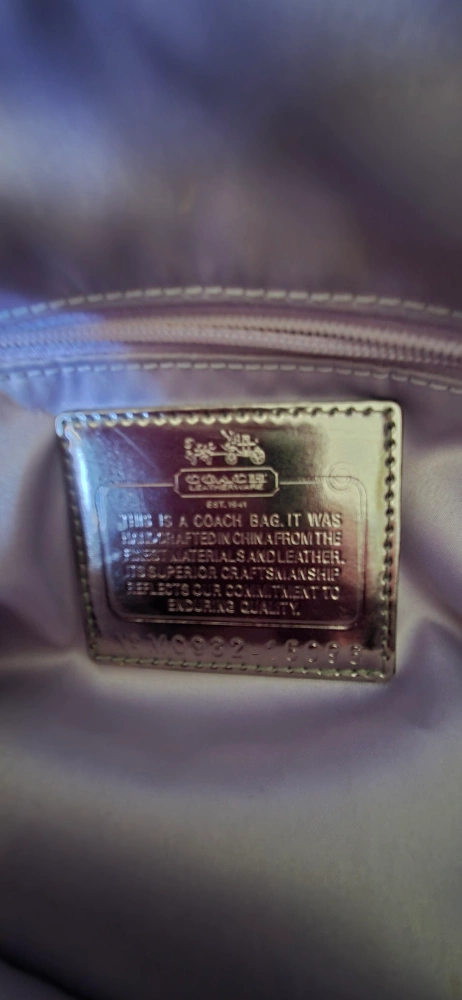 COACH
LEATHERWARE
EST. 1941
THIS IS A COACH BAG. IT WAS
HANDCRAFTED IN CHINA FROM THE
FINEST MATERIALS AND LEATHER.
ITS SUPERIOR CRAFTSMANSHIP
REFLECTS OUR COMMITMENT TO
ENDURING QUALITY.